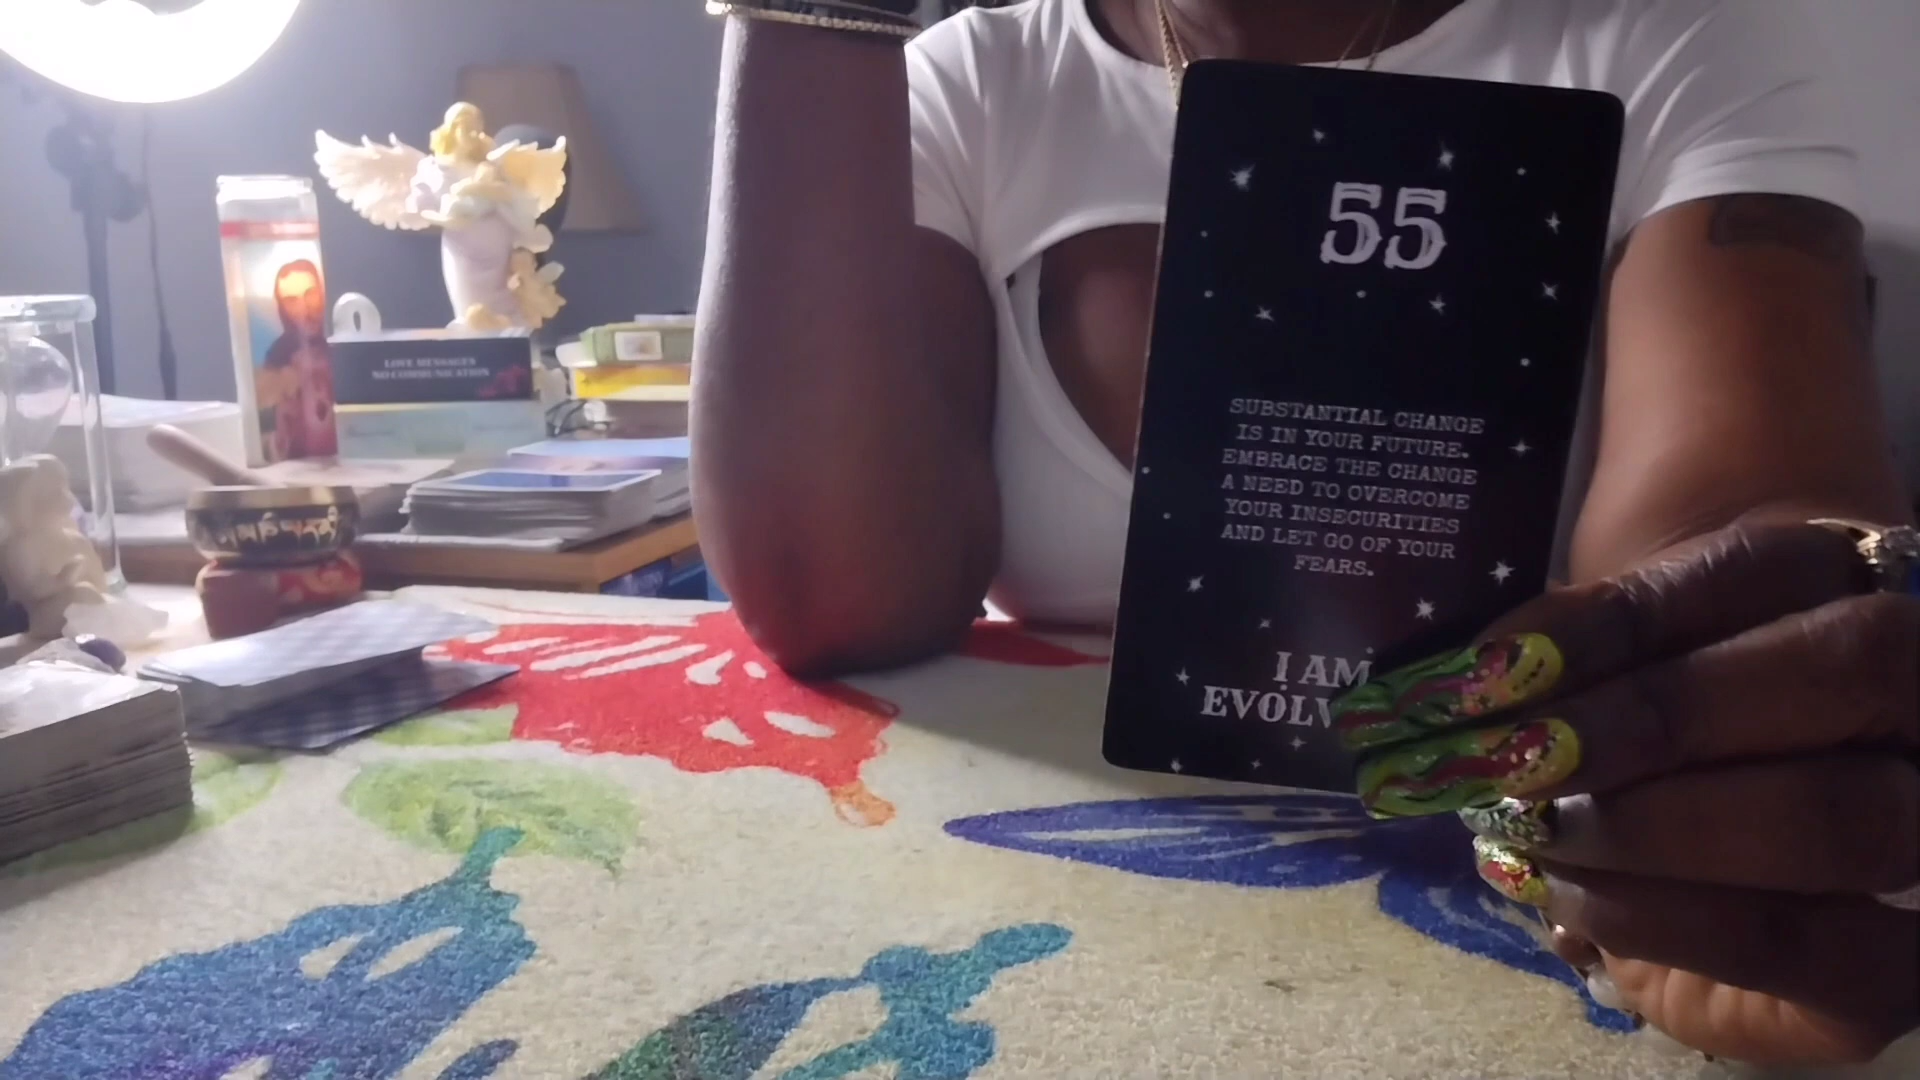 55
SUBSTANTIAL CHANGE
IS IN YOUR FUTURE.
EMBRACE THE CHANGE
A NEED TO OVERCOME
YOUR INSECURITIES
AND LET GO OF YOUR
FEARS.
I AM
EVOLV
LOVE MESSAGES
NO COMMUNICATION